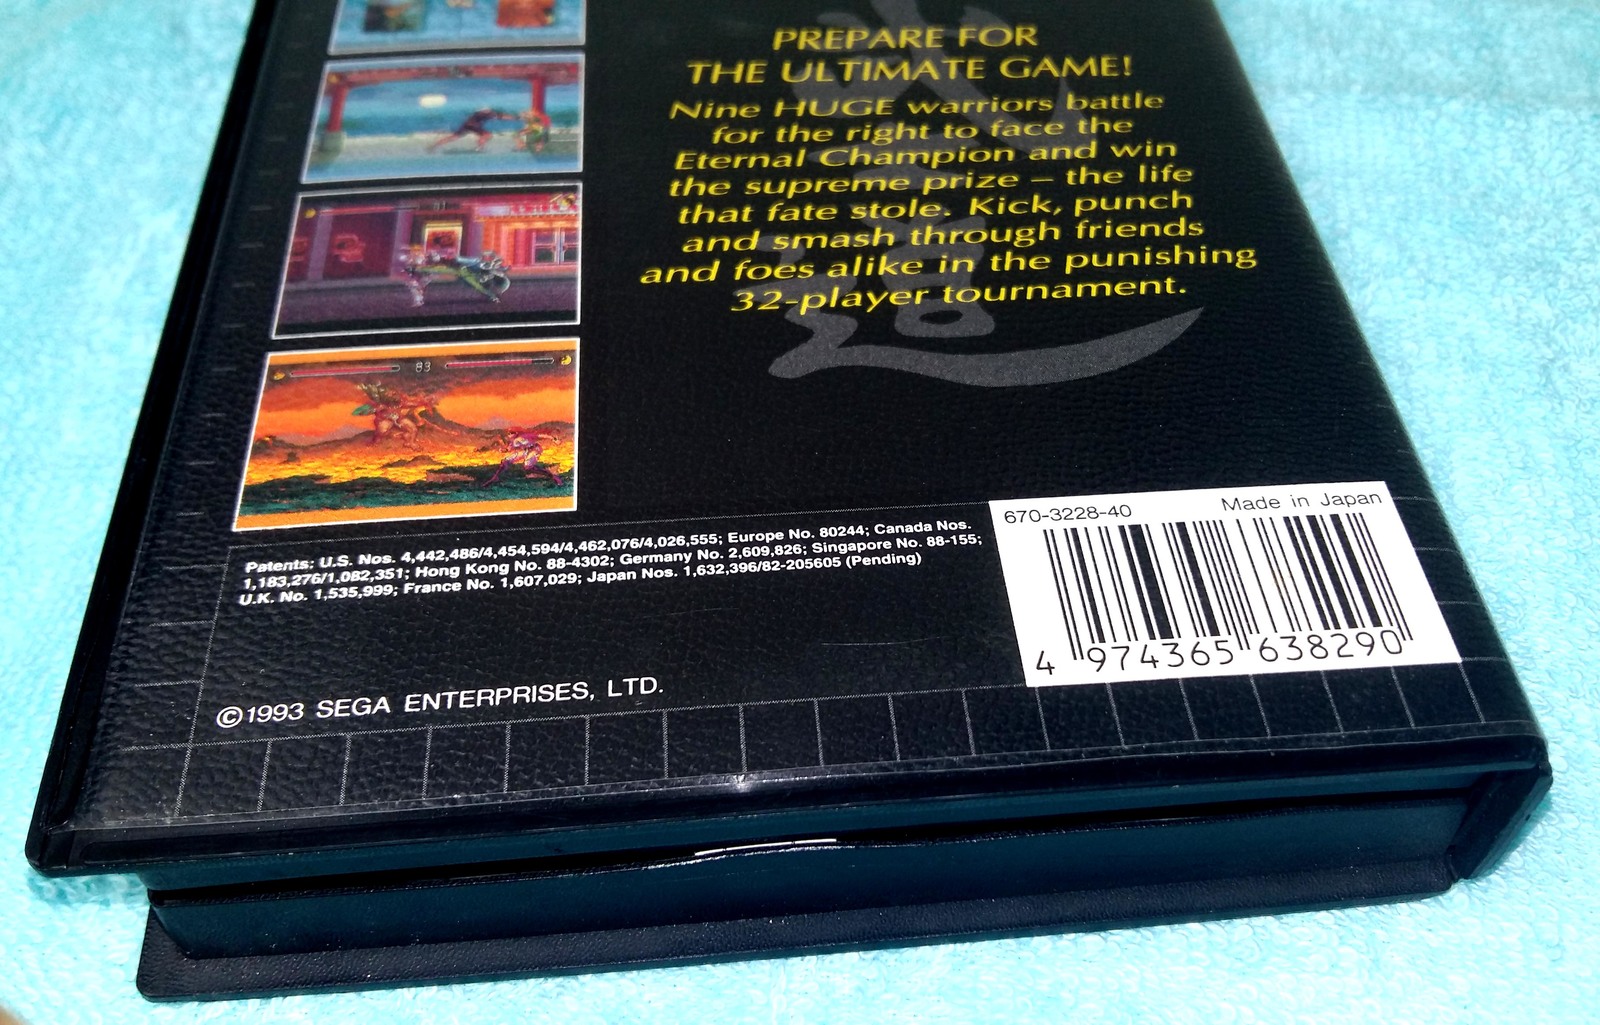 PREPARE FOR
THE ULTIMATE GAME!
Nine HUGE warriors battle
for the right to face the
Eternal Champion and win
the supreme prize – the life
that fate stole. Kick, punch
and smash through friends
and foes alike in the punishing
32-player tournament.
83
Patents: U.S. Nos. 4,442,486/4,454,594/4,462,076/4,026,555; Europe No. 80244; Canada Nos.
1,183,276/1,082,351; Hong Kong No. 88-4302; Germany No. 2,609,826; Singapore No. 88-155;
U.K. No. 1,535,999; France No. 1,607,029; Japan Nos. 1,632,396/82-205605 (Pending)
©1993 SEGA ENTERPRISES, LTD.
670-3228-40 Made in Japan
4 974365 638290